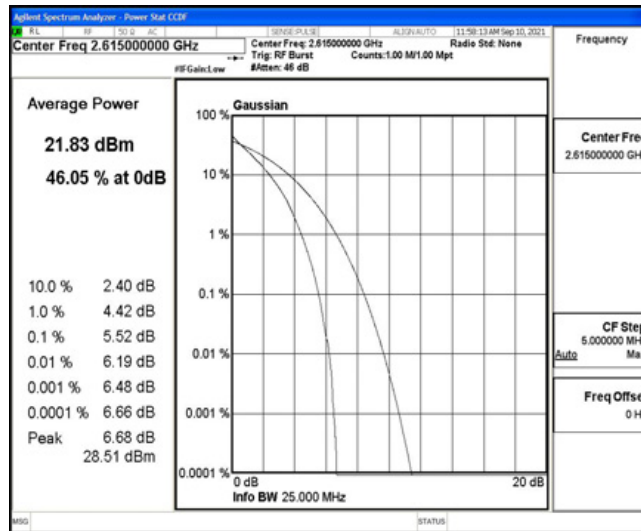 Agilent Spectrum Analyzer - Power Stat CCDF
RL RF 50 Ω AC SENSE:PULSE ALIGN AUTO 11:58:13 AM Sep 10, 2021
Center Freq 2.615000000 GHz
Center Freq: 2.615000000 GHz Radio Std: None
Trig: RF Burst Counts:1.00 M/1.00 Mpt
#IFGain:Low #Atten: 46 dB
Frequency
Average Power
21.83 dBm
46.05 % at 0dB
10.0 % 2.40 dB
1.0 % 4.42 dB
0.1 % 5.52 dB
0.01 % 6.19 dB
0.001 % 6.48 dB
0.0001 % 6.66 dB
Peak 6.68 dB
28.51 dBm
Gaussian
100 %
10 %
1 %
0.1 %
0.01 %
0.001 %
0.0001 %
0 dB 20 dB
Info BW 25.000 MHz
Center Fre
2.615000000 GH
CF Step
5.000000 MH
Auto Ma
Freq Offse
0 H
MSG STATUS